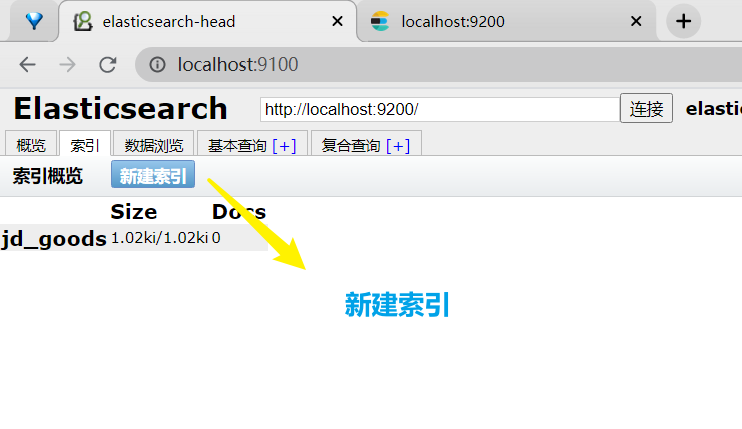 elasticsearch-head
localhost:9200
localhost:9100
Elasticsearch http://localhost:9200/ 连接 elasti
概览 索引 数据浏览 基本查询 [+] 复合查询 [+]
索引概览 新建索引
Size Docs
jd_goods 1.02ki/1.02ki 0
新建索引